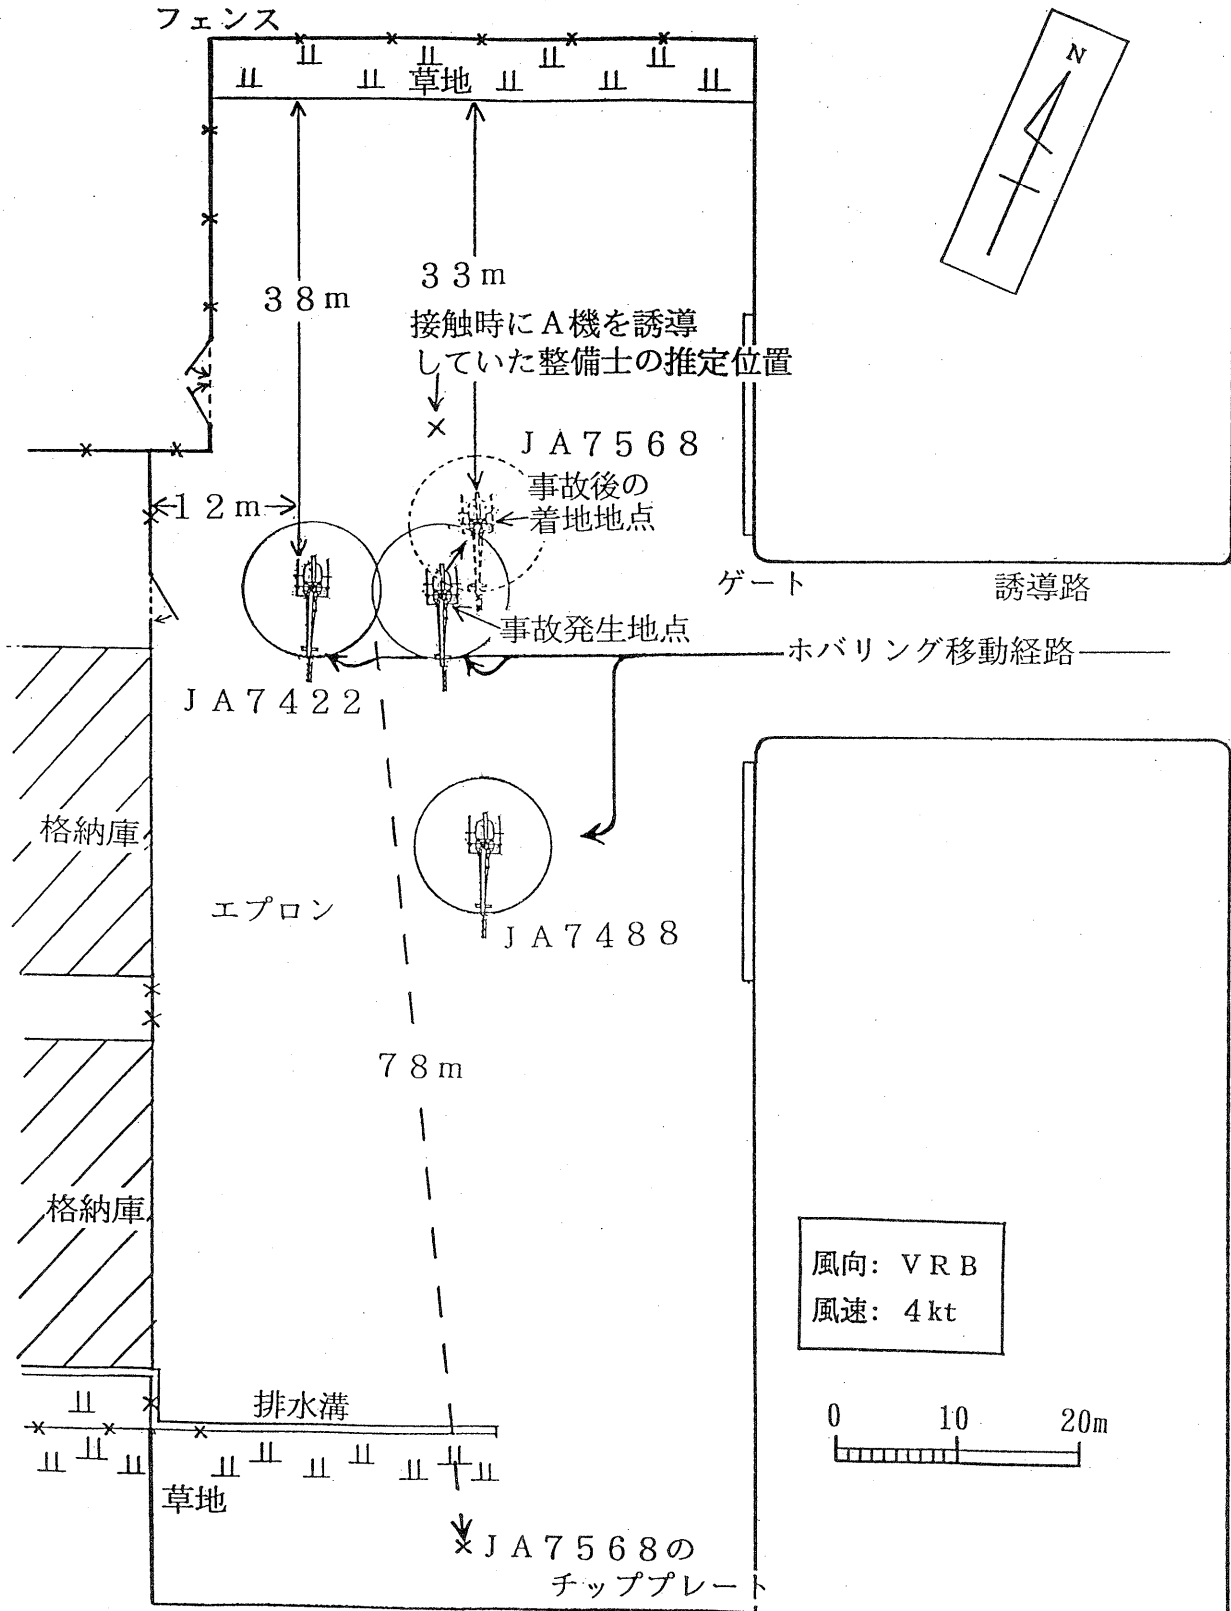 フェンス
草地
N
38m
33m
接触時にA機を誘導
していた整備士の推定位置
JA7568
12m
事故後の
着地地点
ゲート
誘導路
事故発生地点
ホバリング移動経路
JA7422
格納庫
エプロン
JA7488
78m
格納庫
風向: VRB
風速: 4kt
排水溝
0 10 20m
草地
JA7568の
チッププレート